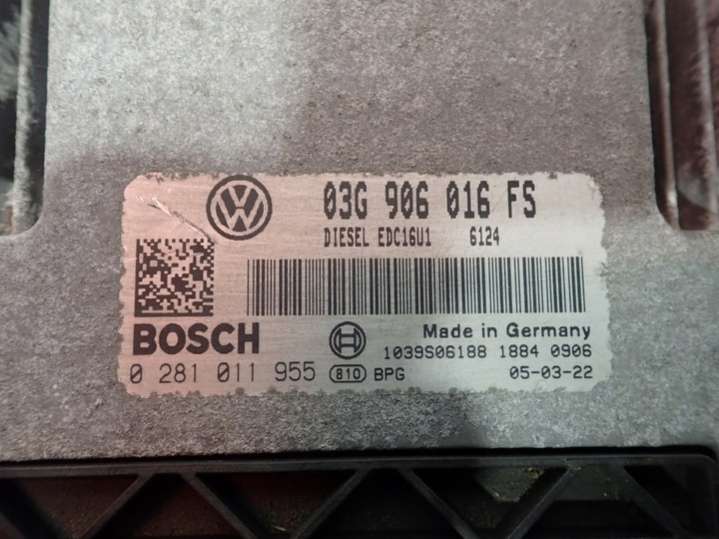 03G 906 016 FS
DIESEL EDC16U1 6124
BOSCH
Made in Germany
1039S06188 1884 0906
0 281 011 955 810 BPG 05-03-22